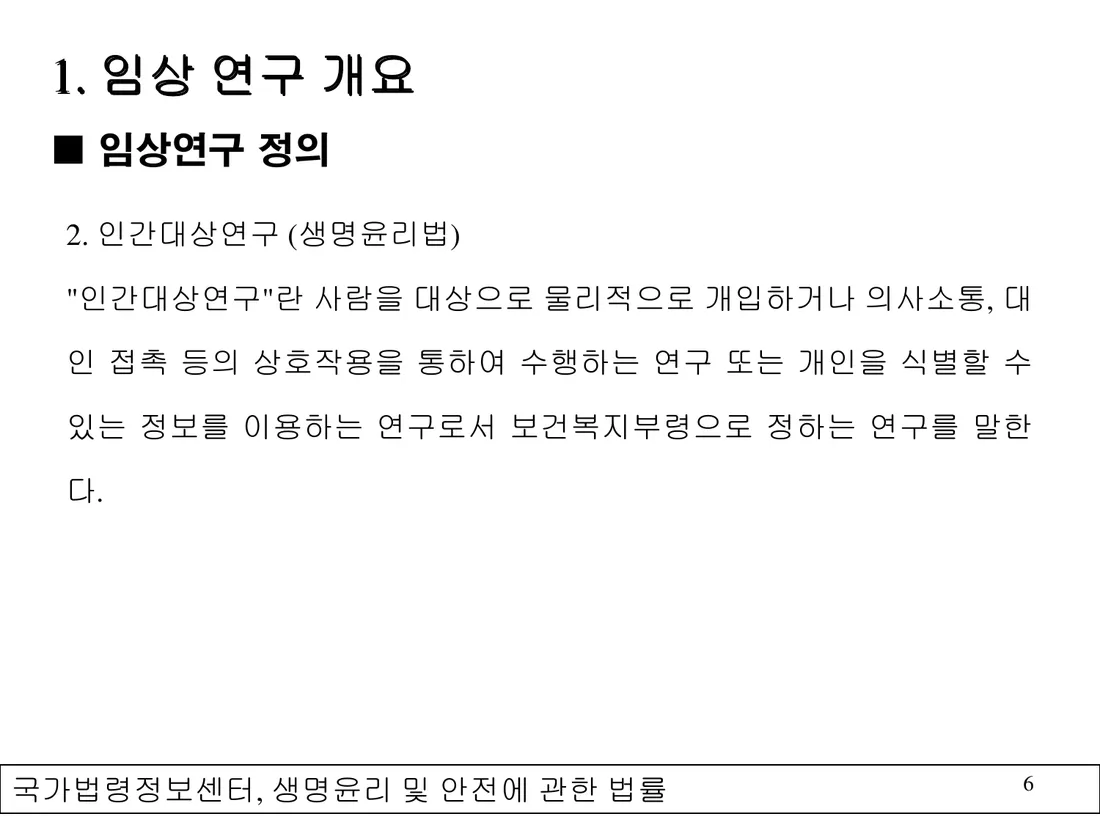 1. 임상 연구 개요
■ 임상연구 정의
2. 인간대상연구 (생명윤리법)
"인간대상연구"란 사람을 대상으로 물리적으로 개입하거나 의사소통, 대
인 접촉 등의 상호작용을 통하여 수행하는 연구 또는 개인을 식별할 수
있는 정보를 이용하는 연구로서 보건복지부령으로 정하는 연구를 말한
다.
국가법령정보센터, 생명윤리 및 안전에 관한 법률
6